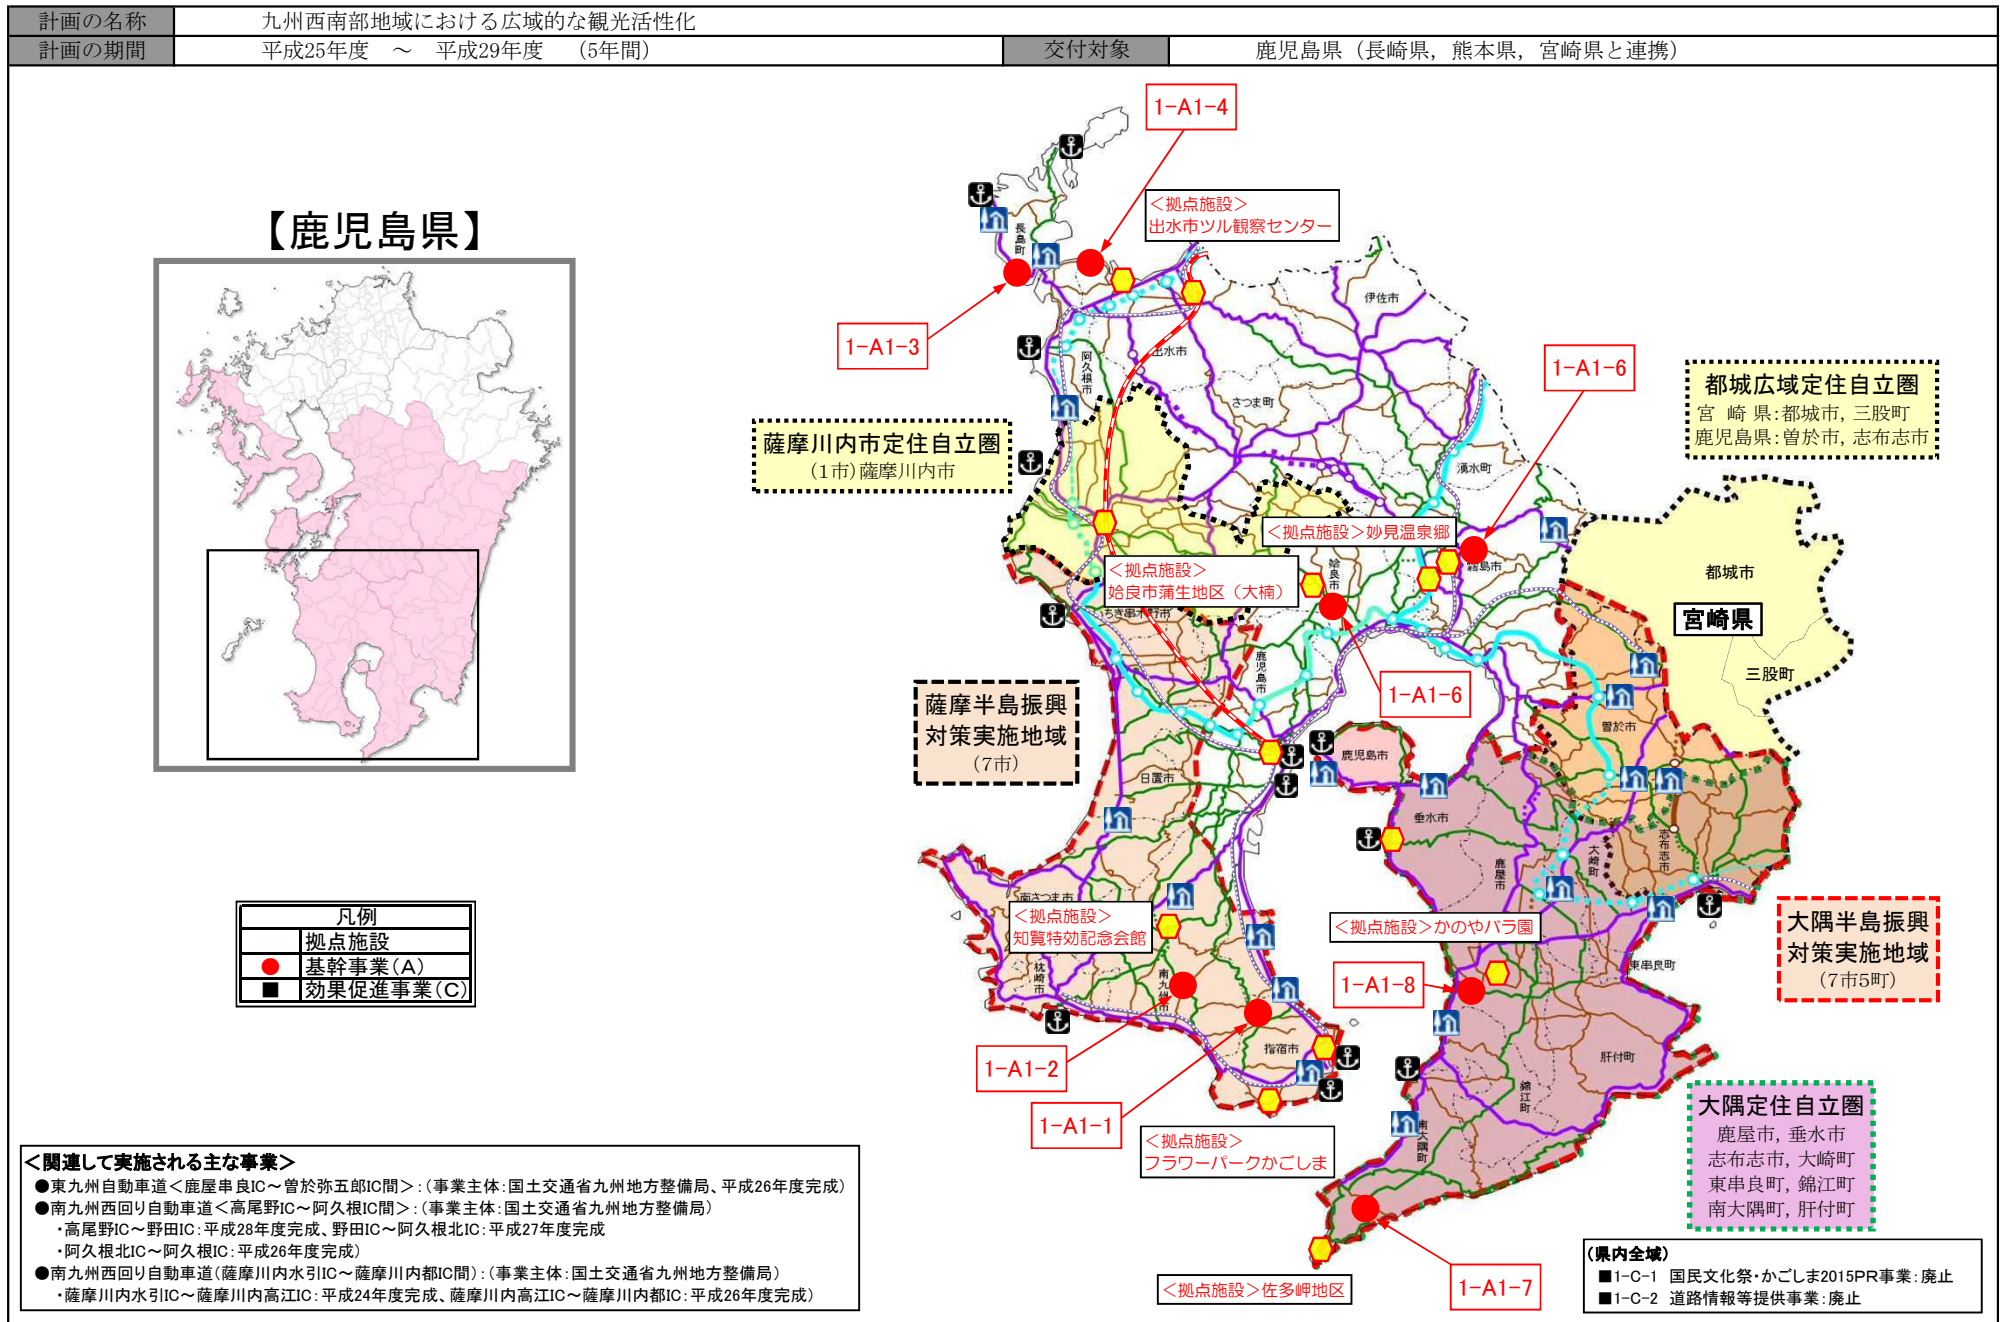 計画の名称
九州西南部地域における広域的な観光活性化
計画の期間
平成25年度 ～ 平成29年度 （5年間）
交付対象
鹿児島県（長崎県，熊本県，宮崎県と連携）
【鹿児島県】
1-A1-4
＜拠点施設＞
出水市ツル観察センター
長島町
1-A1-3
伊佐市
出水市
阿久根市
さつま町
1-A1-6
都城広域定住自立圏
宮 崎 県：都城市，三股町
鹿児島県：曽於市，志布志市
薩摩川内市定住自立圏
（1市）薩摩川内市
湧水町
＜拠点施設＞妙見温泉郷
霧島市
＜拠点施設＞
姶良市蒲生地区（大楠）
姶良市
ちき串木野市
都城市
宮崎県
三股町
鹿児島市
1-A1-6
薩摩半島振興
対策実施地域
（7市）
鹿児島市
曽於市
日置市
垂水市
志布志市
大崎町
鹿屋市
南さつま市
＜拠点施設＞
知覧特効記念会館
＜拠点施設＞かのやバラ園
大隅半島振興
対策実施地域
（7市5町）
東串良町
枕崎市
南九州市
1-A1-8
1-A1-2
指宿市
肝付町
錦江町
1-A1-1
南大隅町
＜拠点施設＞
フラワーパークかごしま
大隅定住自立圏
鹿屋市，垂水市
志布志市，大崎町
東串良町，錦江町
南大隅町，肝付町
＜拠点施設＞佐多岬地区
1-A1-7
凡例
拠点施設
● 基幹事業（A）
■ 効果促進事業（C）
＜関連して実施される主な事業＞
●東九州自動車道＜鹿屋串良IC～曽於弥五郎IC間＞：（事業主体：国土交通省九州地方整備局、平成26年度完成）
●南九州西回り自動車道＜高尾野IC～阿久根IC間＞：（事業主体：国土交通省九州地方整備局）
・高尾野IC～野田IC：平成28年度完成、野田IC～阿久根北IC：平成27年度完成
・阿久根北IC～阿久根IC：平成26年度完成）
●南九州西回り自動車道（薩摩川内水引IC～薩摩川内都IC間）：（事業主体：国土交通省九州地方整備局）
・薩摩川内水引IC～薩摩川内高江IC：平成24年度完成、薩摩川内高江IC～薩摩川内都IC：平成26年度完成）
（県内全域）
■1-C-1 国民文化祭・かごしま2015PR事業：廃止
■1-C-2 道路情報等提供事業：廃止